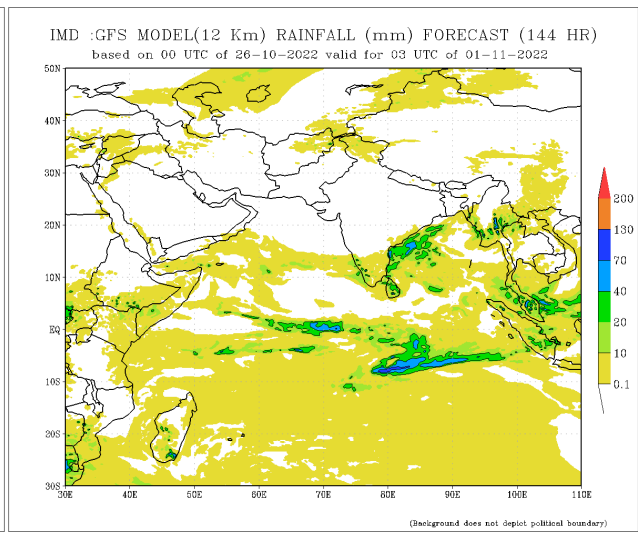 IMD :GFS MODEL(12 Km) RAINFALL (mm) FORECAST (144 HR)
based on 00 UTC of 26-10-2022 valid for 03 UTC of 01-11-2022
50N
40N
30N
20N
10N
EQ
10S
20S
30S
30E 40E 50E 60E 70E 80E 90E 100E 110E
200
130
70
40
20
10
0.1
(Background does not depict political boundary)